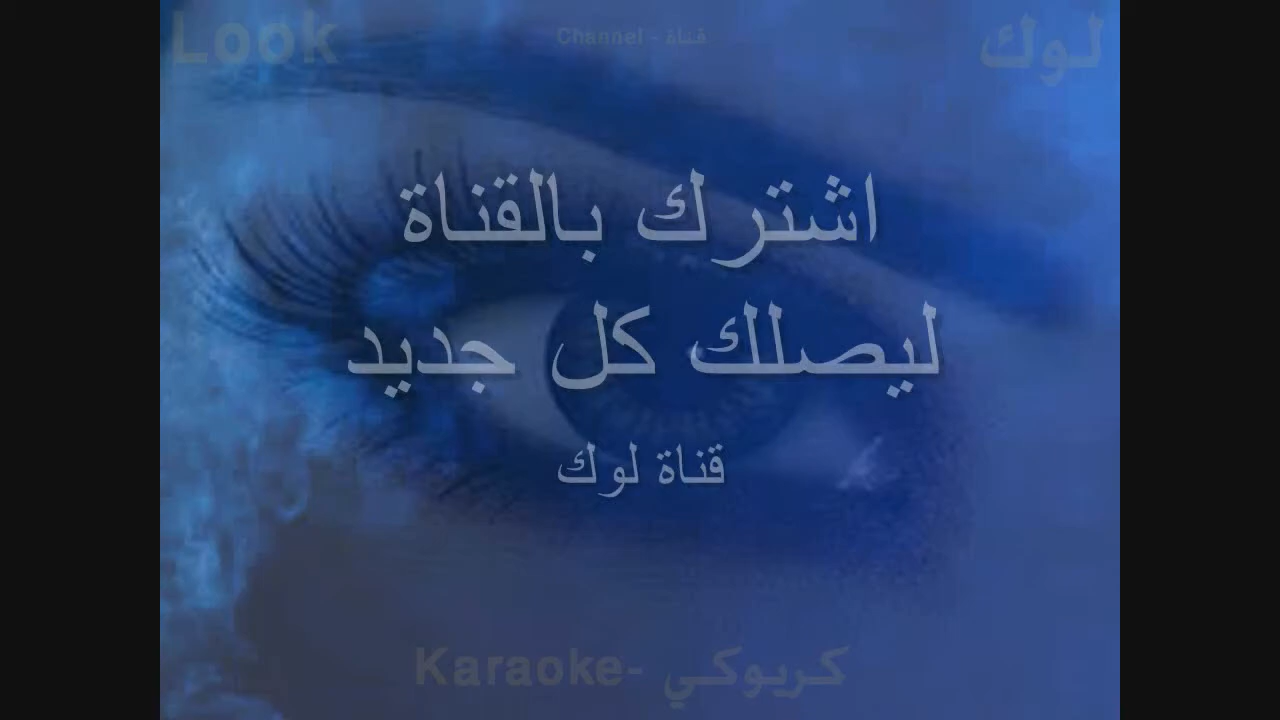 Look
Channel - قناة
لوك
اشترك بالقناة
ليصلك كل جديد
قناة لوك
Karaoke- كريوكي